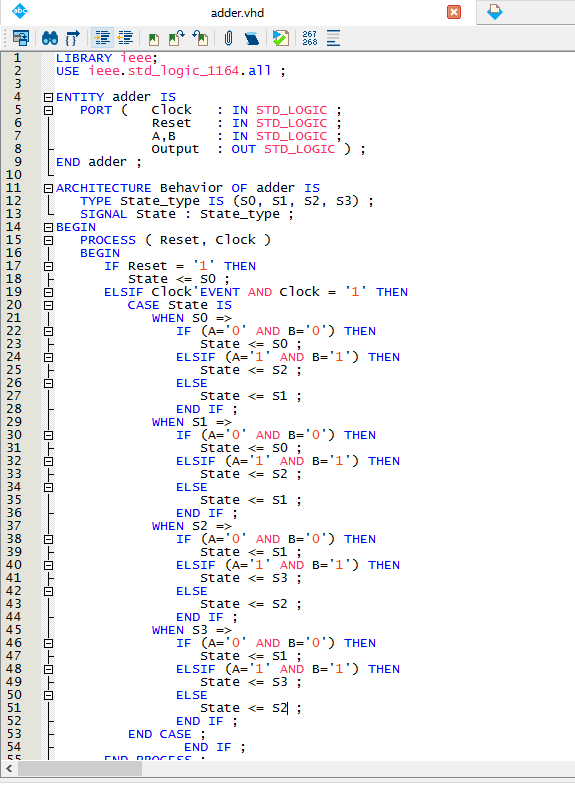 abc
adder.vhd
267
268
1 LIBRARY ieee;
2 USE ieee.std_logic_1164.all ;
3
4 ENTITY adder IS
5 PORT ( Clock : IN STD_LOGIC ;
6 Reset : IN STD_LOGIC ;
7 A,B : IN STD_LOGIC ;
8 Output : OUT STD_LOGIC ) ;
9 END adder ;
10
11 ARCHITECTURE Behavior OF adder IS
12 TYPE State_type IS (S0, S1, S2, S3) ;
13 SIGNAL State : State_type ;
14 BEGIN
15 PROCESS ( Reset, Clock )
16 BEGIN
17 IF Reset = '1' THEN
18 State <= S0 ;
19 ELSIF Clock'EVENT AND Clock = '1' THEN
20 CASE State IS
21 WHEN S0 =>
22 IF (A='0' AND B='0') THEN
23 State <= S0 ;
24 ELSIF (A='1' AND B='1') THEN
25 State <= S2 ;
26 ELSE
27 State <= S1 ;
28 END IF ;
29 WHEN S1 =>
30 IF (A='0' AND B='0') THEN
31 State <= S0 ;
32 ELSIF (A='1' AND B='1') THEN
33 State <= S2 ;
34 ELSE
35 State <= S1 ;
36 END IF ;
37 WHEN S2 =>
38 IF (A='0' AND B='0') THEN
39 State <= S1 ;
40 ELSIF (A='1' AND B='1') THEN
41 State <= S3 ;
42 ELSE
43 State <= S2 ;
44 END IF ;
45 WHEN S3 =>
46 IF (A='0' AND B='0') THEN
47 State <= S1 ;
48 ELSIF (A='1' AND B='1') THEN
49 State <= S3 ;
50 ELSE
51 State <= S2 ;
52 END IF ;
53 END CASE ;
54 END IF ;
55 END PROCESS ;